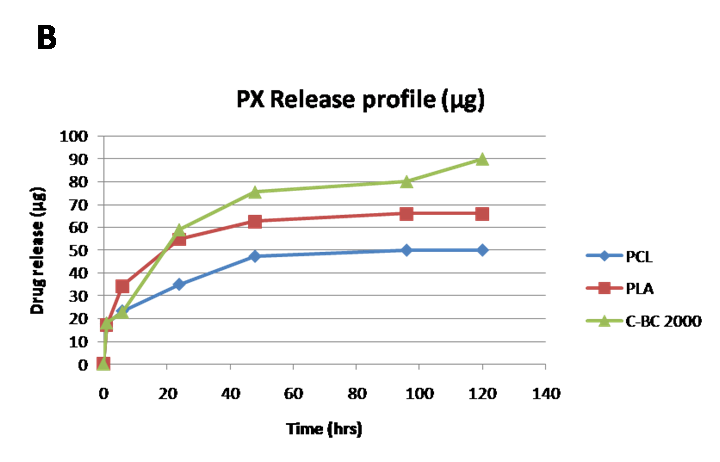 B
PX Release profile (µg)
Drug release (µg)
100
90
80
70
60
50
40
30
20
10
0
0 20 40 60 80 100 120 140
Time (hrs)
PCL
PLA
C-BC 2000